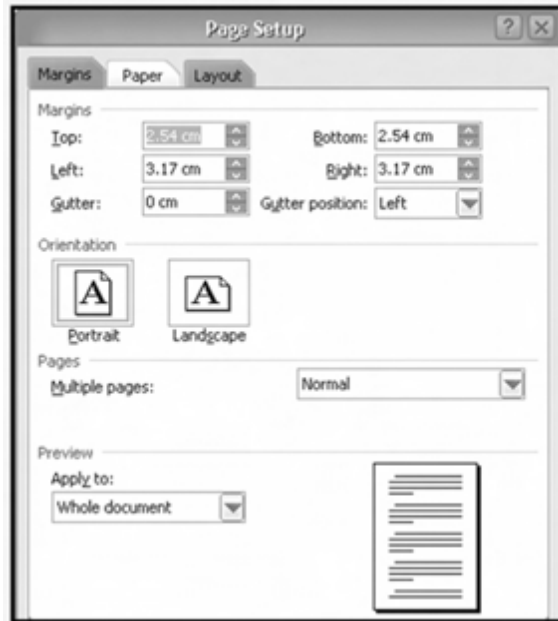 Page Setup ? X
Margins Paper Layout
Margins
Top: 2.54 cm Bottom: 2.54 cm
Left: 3.17 cm Right: 3.17 cm
Gutter: 0 cm Gutter position: Left
Orientation
A A
Portrait Landscape
Pages
Multiple pages: Normal
Preview
Apply to:
Whole document